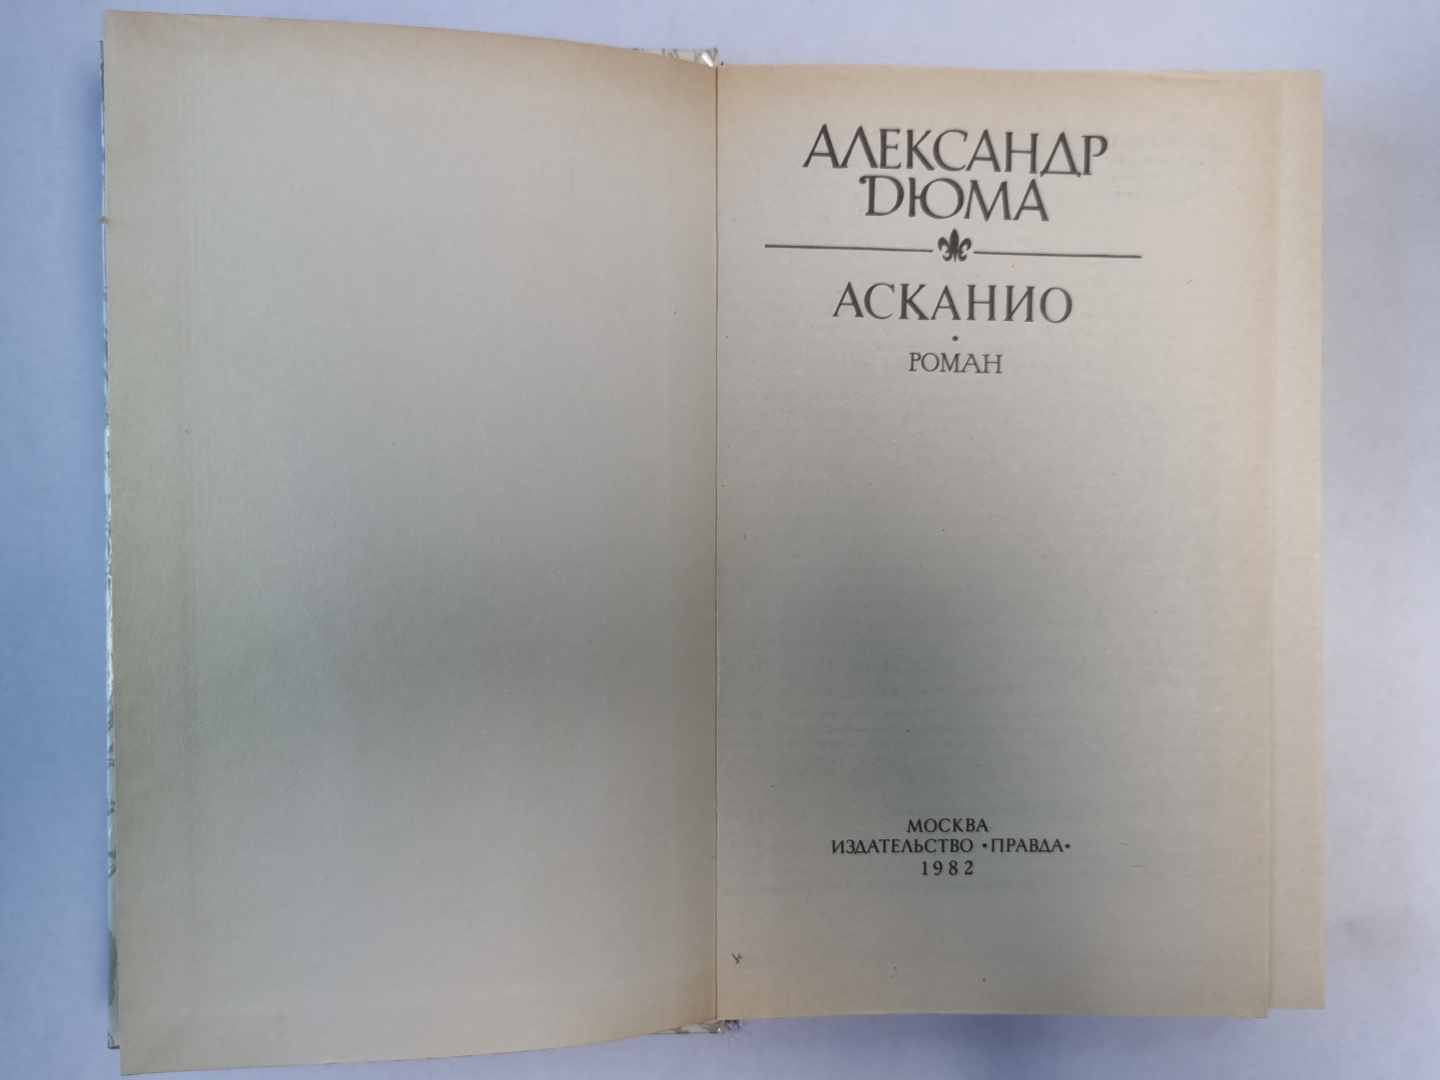 АЛЕКСАНДР
ДЮМА
АСКАНИО
РОМАН
МОСКВА
ИЗДАТЕЛЬСТВО «ПРАВДА»
1982